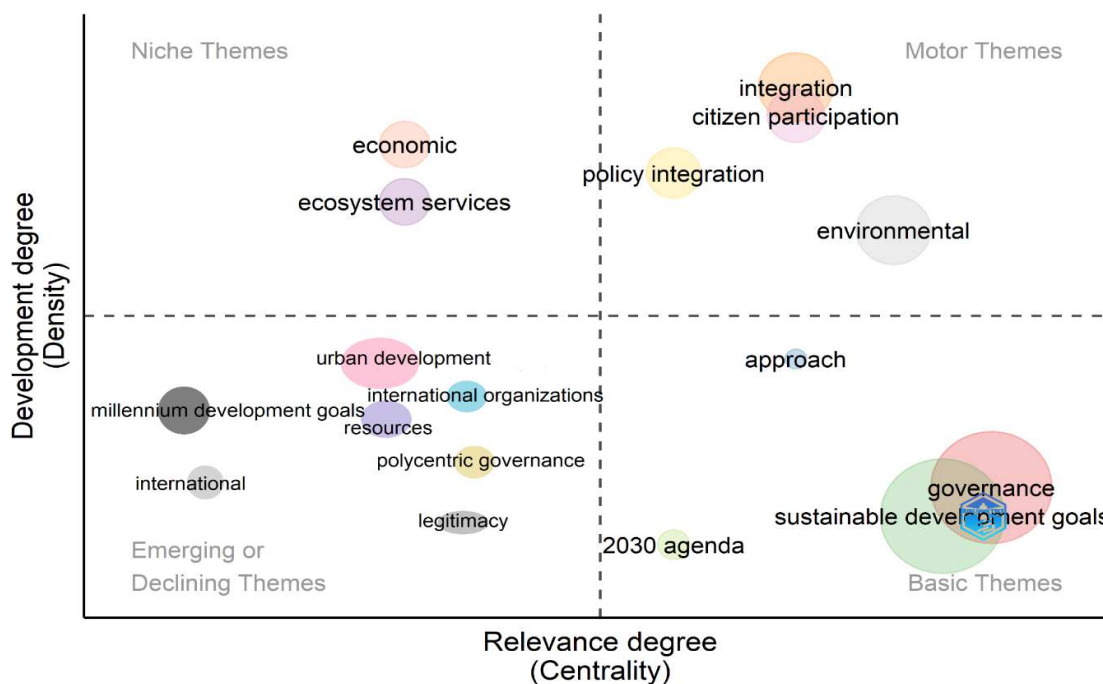 Niche Themes
Motor Themes
integration
citizen participation
economic
policy integration
ecosystem services
environmental
Development degree
(Density)
urban development
approach
international organizations
millennium development goals
resources
polycentric governance
international
governance
legitimacy
sustainable development goals
2030 agenda
Emerging or
Declining Themes
Basic Themes
Relevance degree
(Centrality)